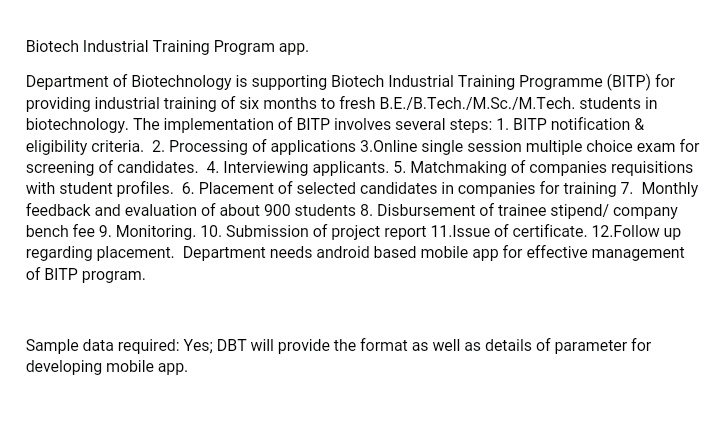 Biotech Industrial Training Program app.
Department of Biotechnology is supporting Biotech Industrial Training Programme (BITP) for
providing industrial training of six months to fresh B.E./B.Tech./M.Sc./M.Tech. students in
biotechnology. The implementation of BITP involves several steps: 1. BITP notification &
eligibility criteria.  2. Processing of applications 3.Online single session multiple choice exam for
screening of candidates.  4. Interviewing applicants. 5. Matchmaking of companies requisitions
with student profiles.  6. Placement of selected candidates in companies for training 7.  Monthly
feedback and evaluation of about 900 students 8. Disbursement of trainee stipend/ company
bench fee 9. Monitoring. 10. Submission of project report 11.Issue of certificate. 12.Follow up
regarding placement.  Department needs android based mobile app for effective management
of BITP program.
Sample data required: Yes; DBT will provide the format as well as details of parameter for
developing mobile app.